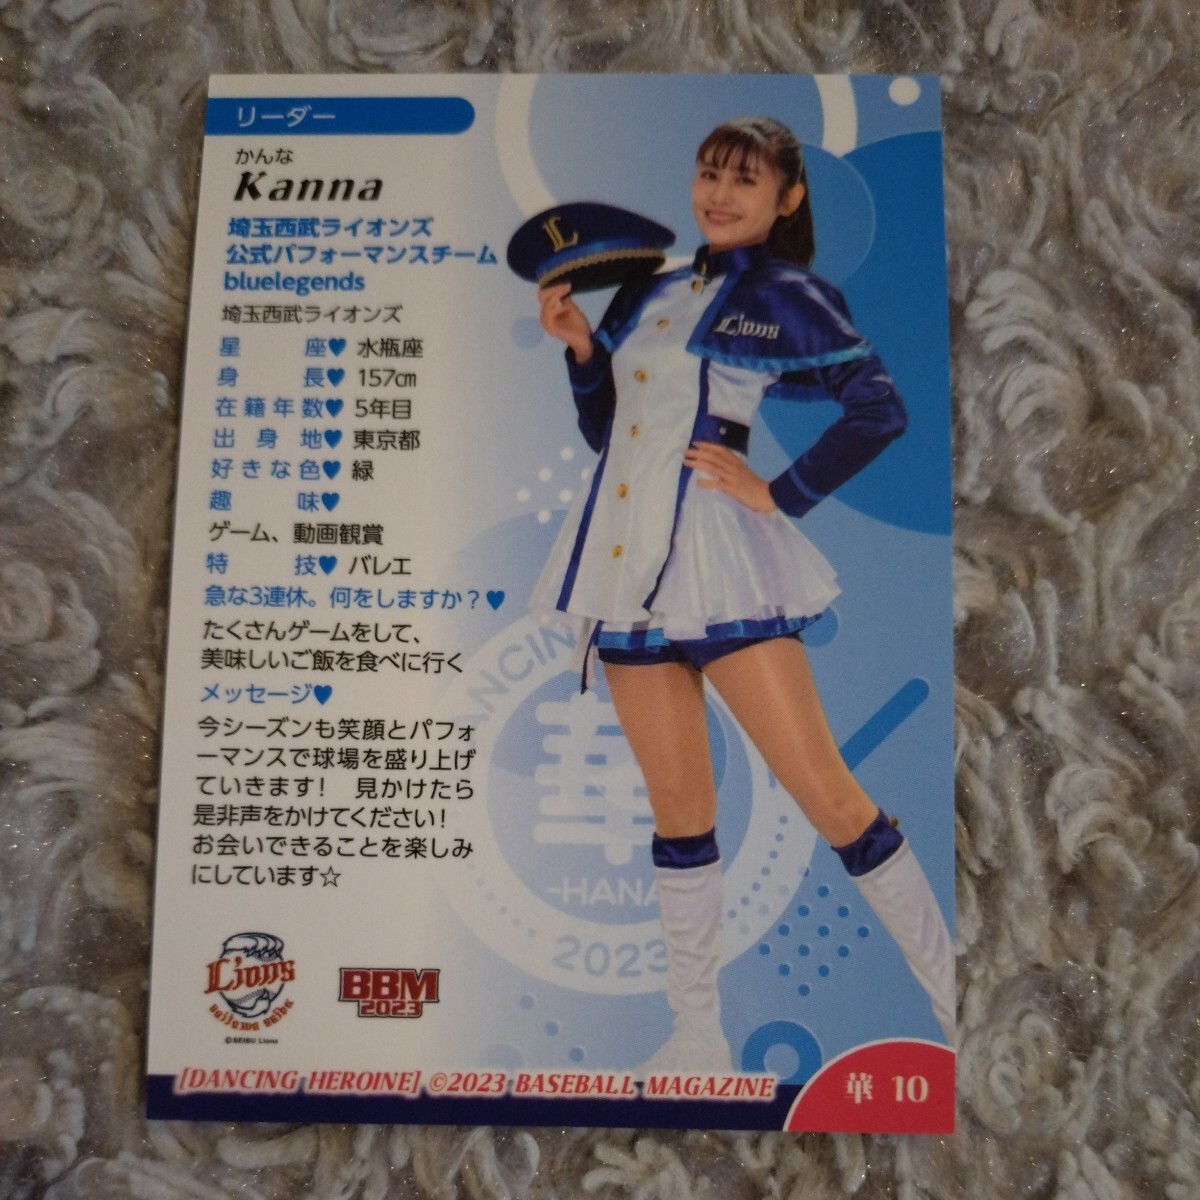 リーダー
かんな
Kanna
埼玉西武ライオンズ
公式パフォーマンスチーム
bluelegends
埼玉西武ライオンズ
星座♥ 水瓶座
身長♥ 157㎝
在籍年数♥ 5年目
出身地♥ 東京都
好きな色♥ 緑
趣味♥
ゲーム、動画観賞
特技♥ バレエ
急な3連休。何をしますか?♥
たくさんゲームをして、
美味しいご飯を食べに行く
メッセージ♥
今シーズンも笑顔とパフォ
ーマンスで球場を盛り上げ
ていきます! 見かけたら
是非声をかけてください!
お会いできることを楽しみ
にしています☆
L
Lions
ANCIN
華
-HANA
2023
Lions
saitama seibu
©SEIBU Lions
BBM
2023
[DANCING HEROINE] ©2023 BASEBALL MAGAZINE
華 10